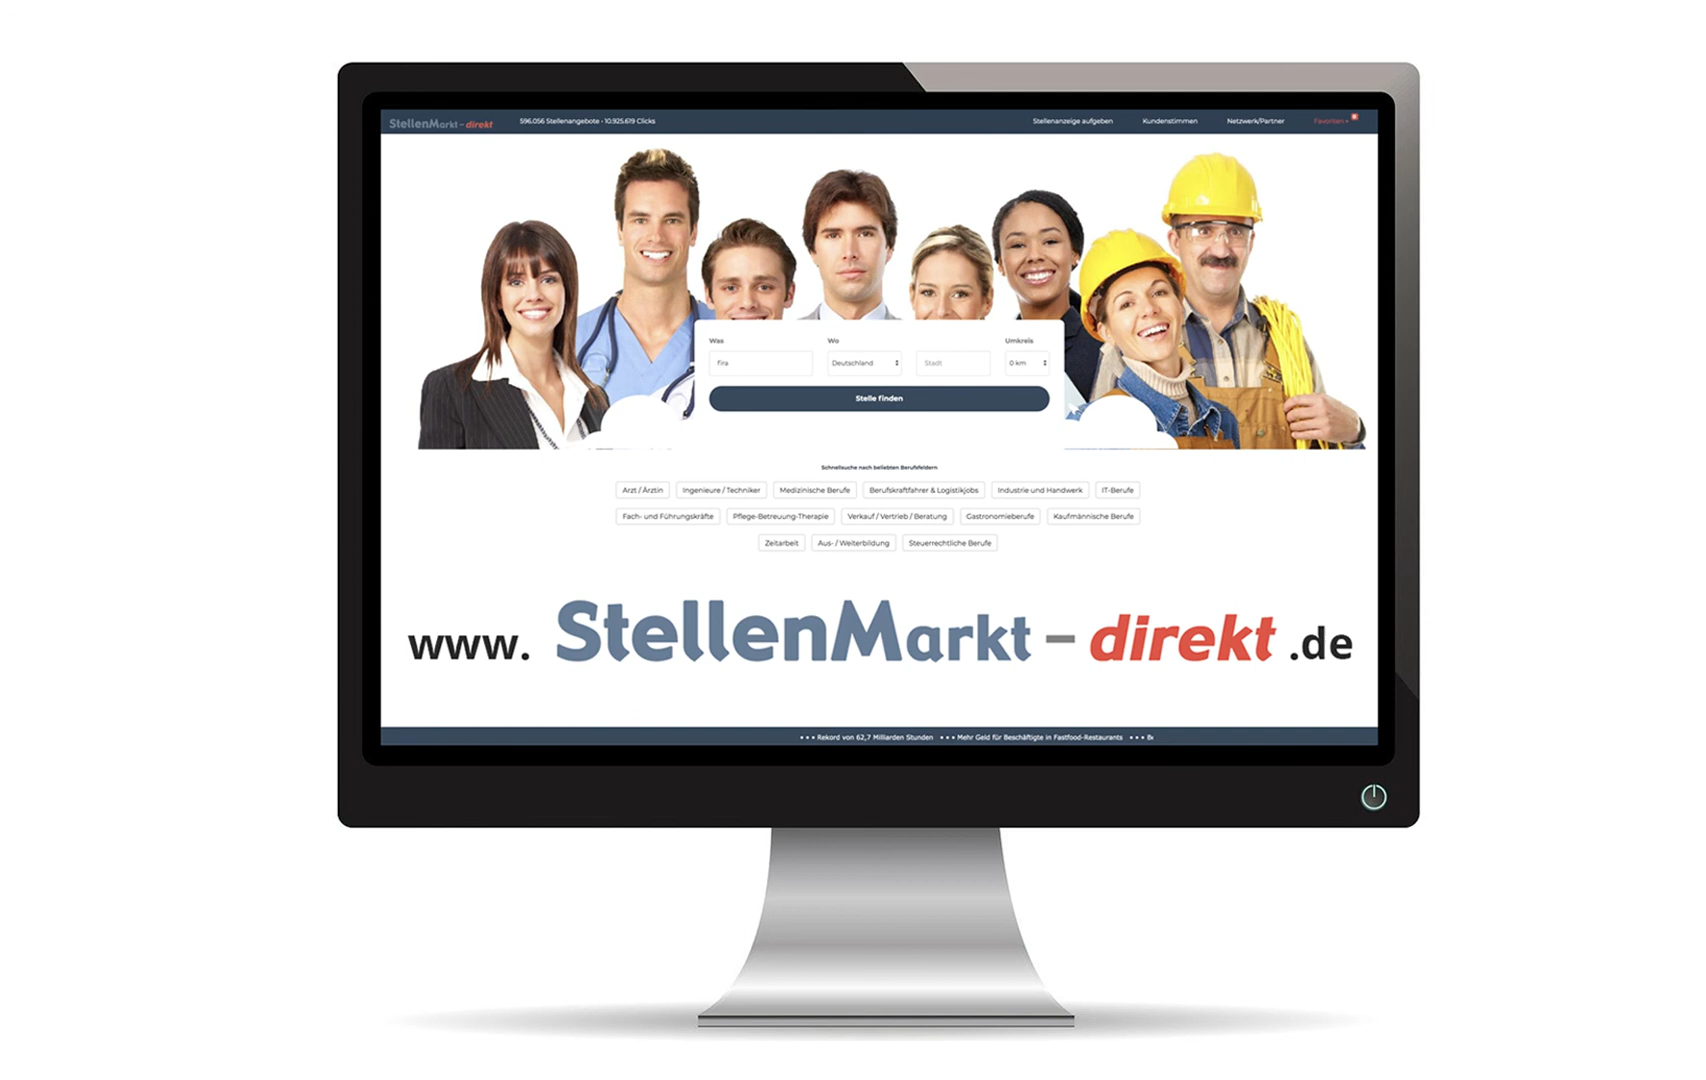 StellenMarkt - direkt 596.056 Stellenangebote - 10.925.619 Clicks Stellenanzeige aufgeben Kundenstimmen Netzwerk/Partner Favoriten
Was Wo Umkreis
fira Deutschland Stadt 0 km
Stelle finden
Schnellsuche nach beliebten Berufsfeldern
Arzt / Ärztin Ingenieure / Techniker Medizinische Berufe Berufskraftfahrer & Logistikjobs Industrie und Handwerk IT-Berufe
Fach- und Führungskräfte Pflege-Betreuung-Therapie Verkauf / Vertrieb / Beratung Gastronomieberufe Kaufmännische Berufe
Zeitarbeit Aus- / Weiterbildung Steuerrechtliche Berufe
www. StellenMarkt - direkt .de
• • • Rekord von 62,7 Milliarden Stunden • • • Mehr Geld für Beschäftigte in Fastfood-Restaurants • • •